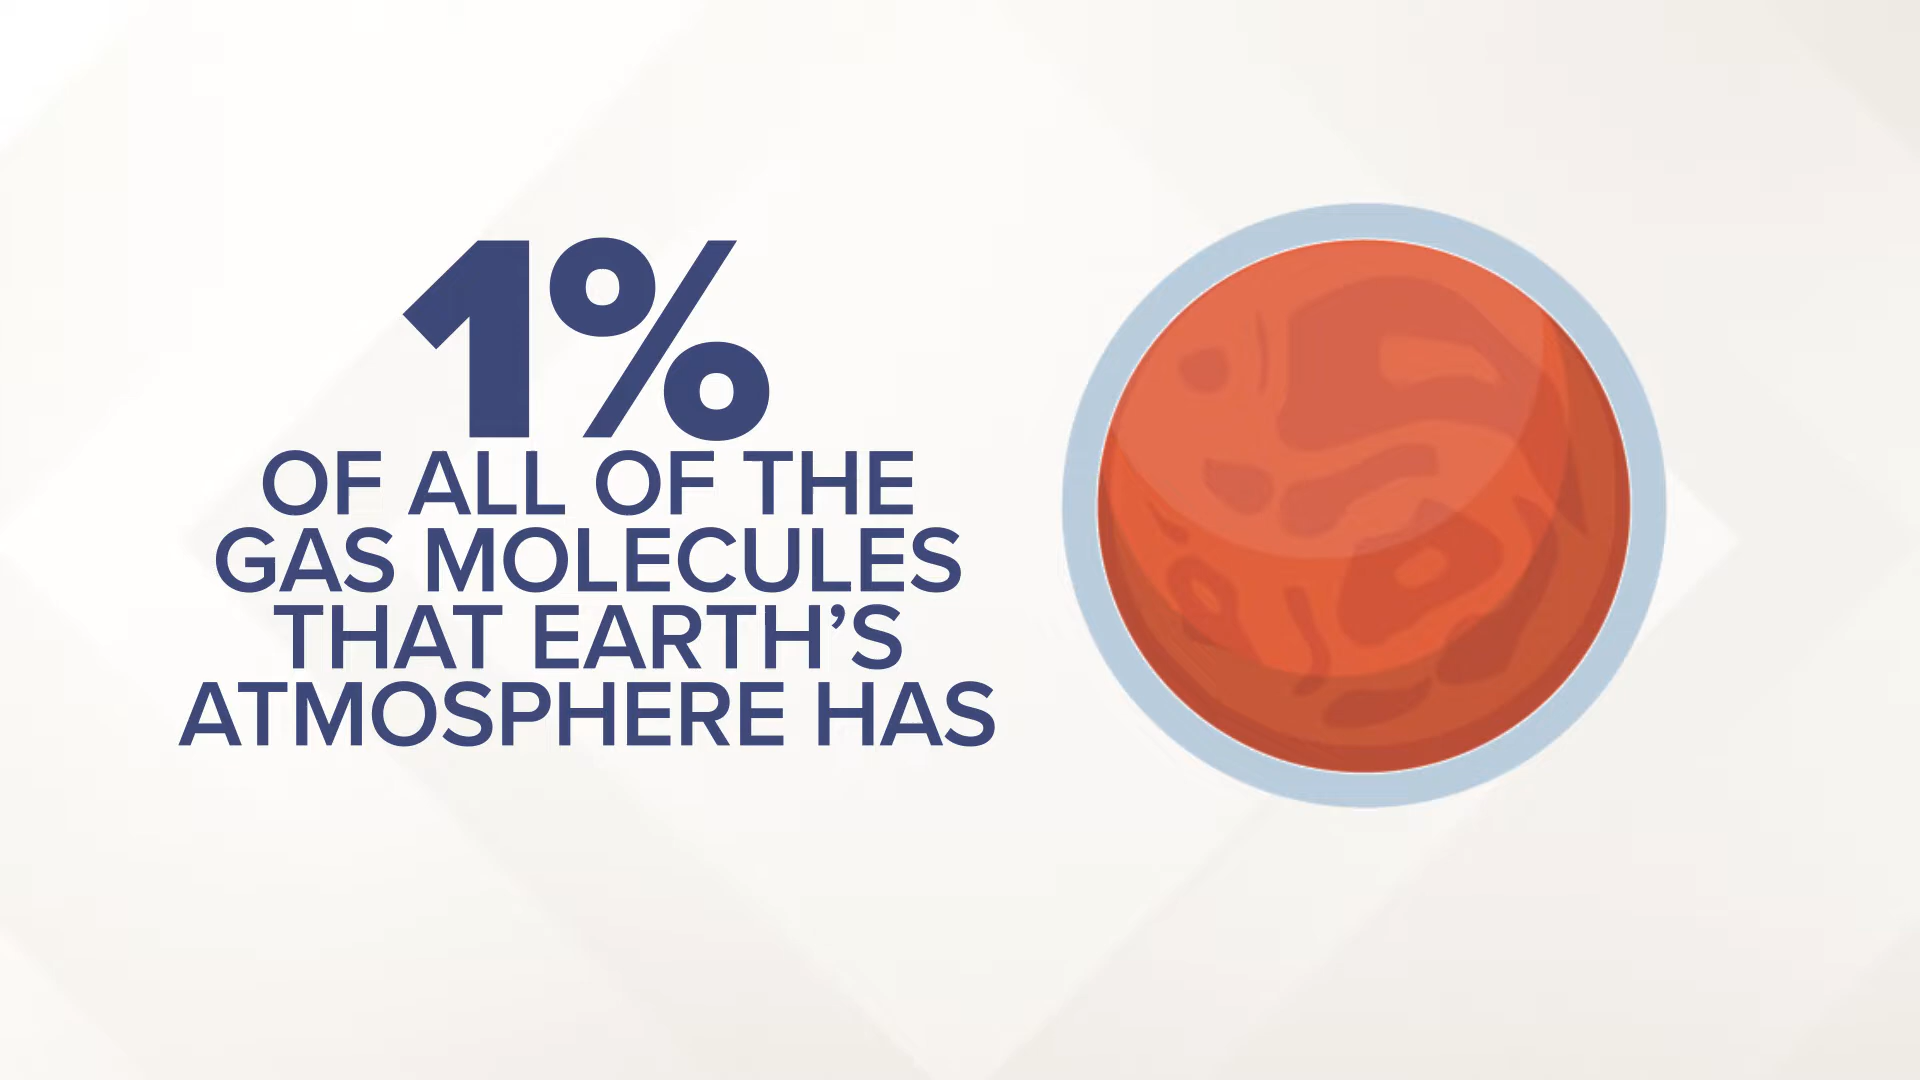 1%
OF ALL OF THE
GAS MOLECULES
THAT EARTH’S
ATMOSPHERE HAS